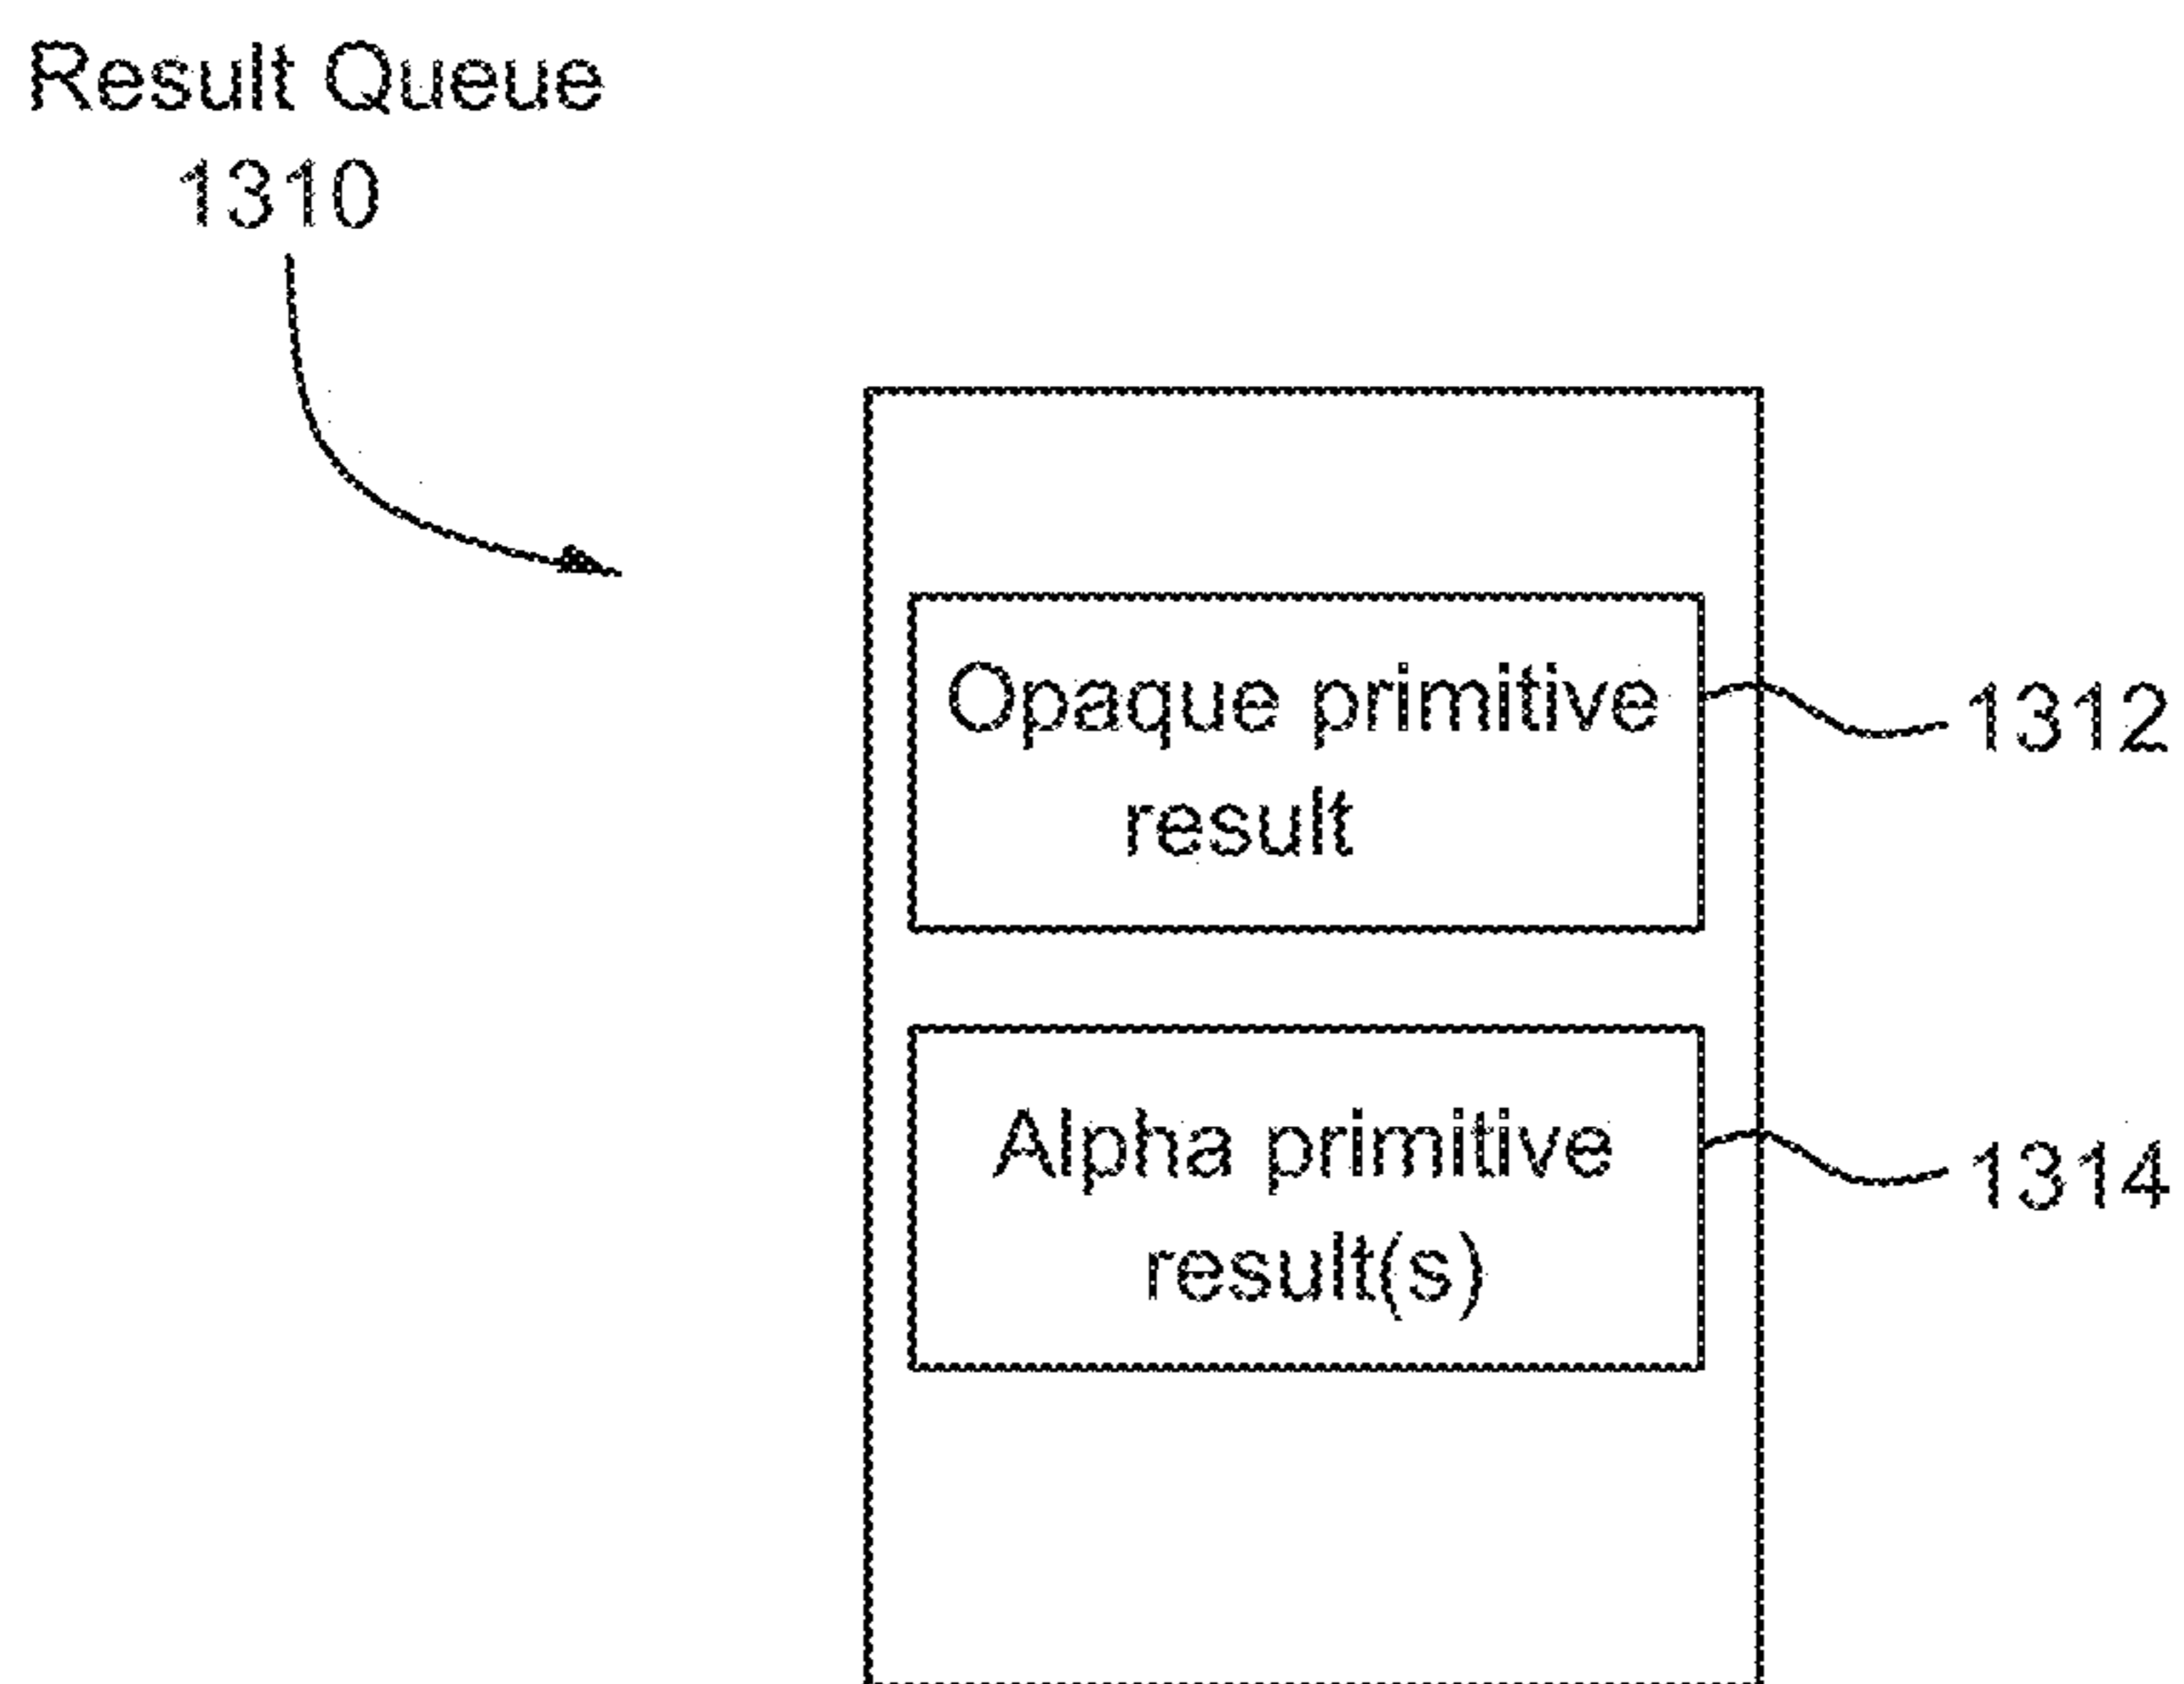 Result Queue
1310
Opaque primitive
result
1312
Alpha primitive
result(s)
1314